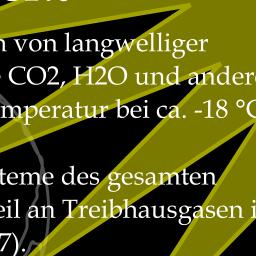 n von langwelliger
CO2, H2O und andere
mperatur bei ca. -18 °C
teme des gesamten
eil an Treibhausgasen i
7).